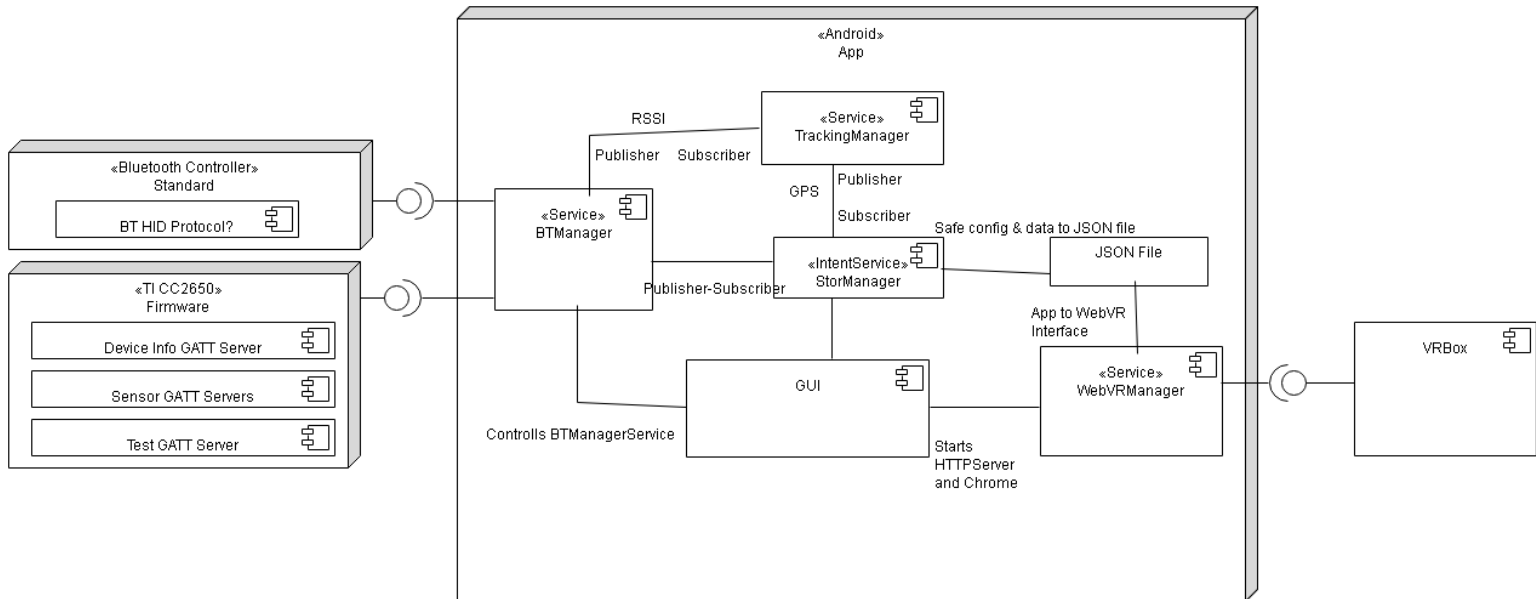 «Android»
App
RSSI
«Service»
TrackingManager
Publisher
Subscriber
«Bluetooth Controller»
Standard
BT HID Protocol?
GPS
Publisher
Subscriber
«Service»
BTManager
Safe config & data to JSON file
JSON File
«IntentService»
StorManager
Publisher-Subscriber
«TI CC2650»
Firmware
Device Info GATT Server
Sensor GATT Servers
Test GATT Server
App to WebVR
Interface
VRBox
«Service»
WebVRManager
GUI
Controlls BTManagerService
Starts
HTTPServer
and Chrome